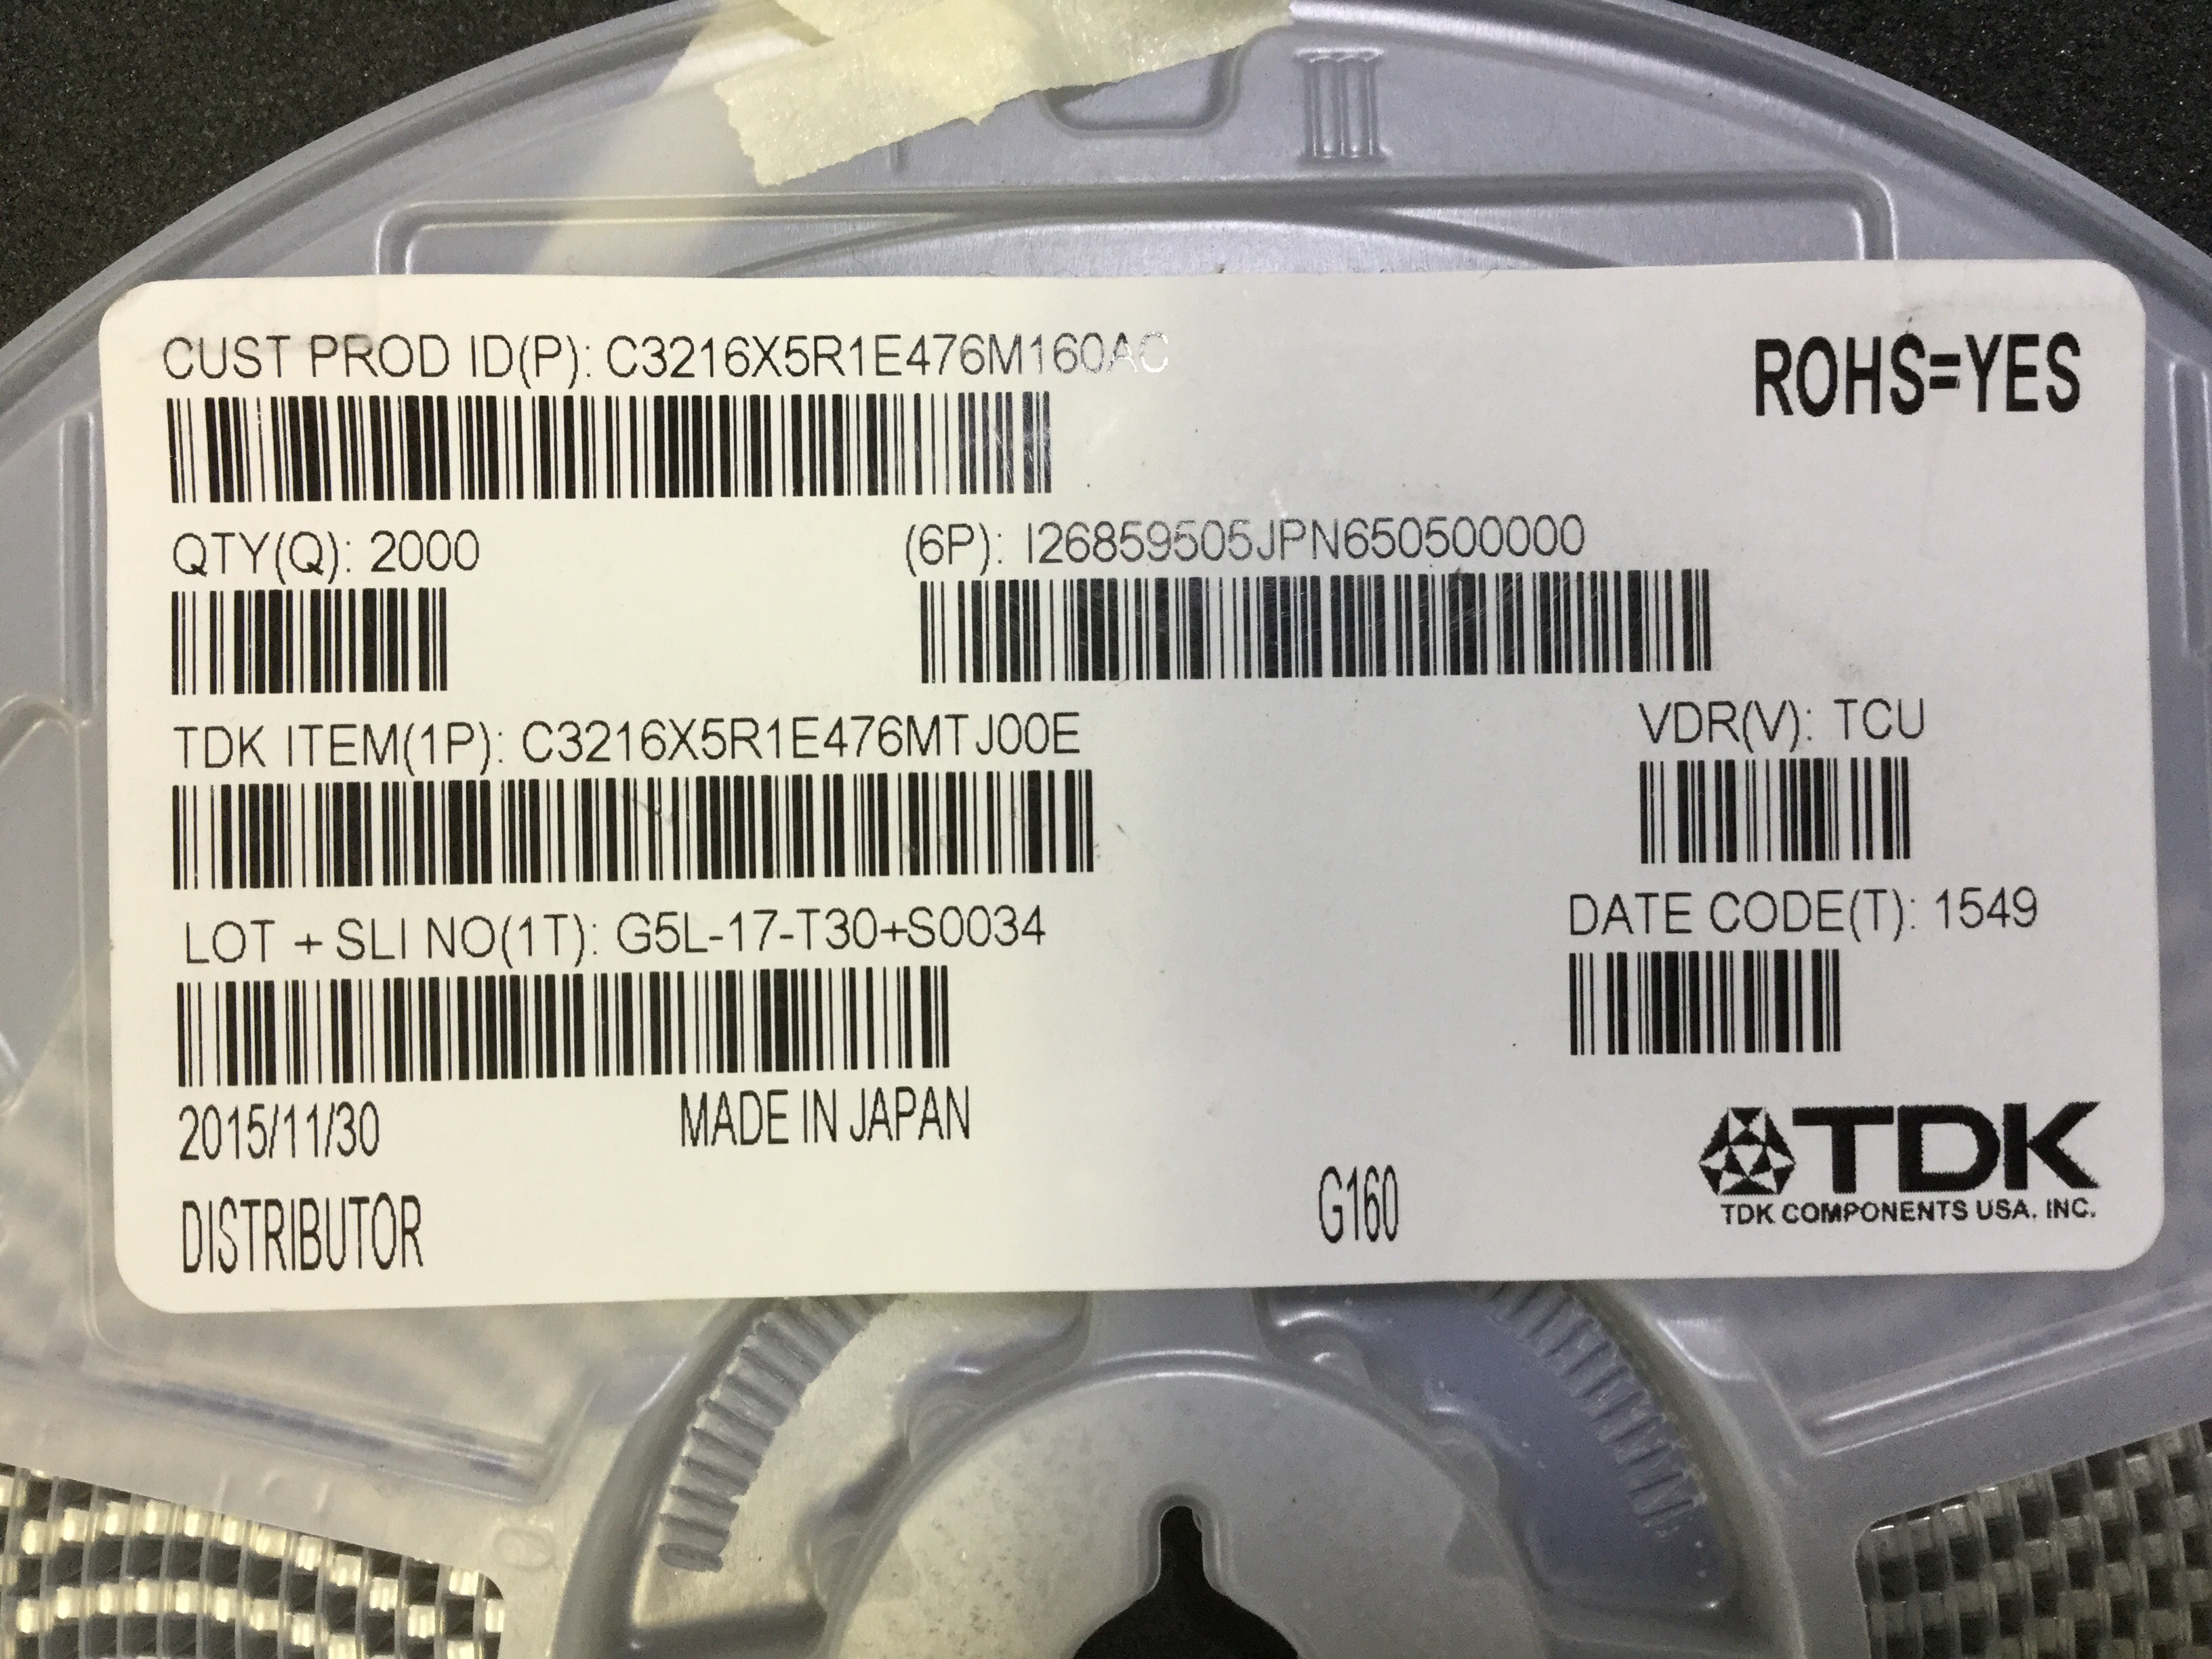 CUST PROD ID(P): C3216X5R1E476M160AC
ROHS=YES
QTY(Q): 2000
(6P): I26859505JPN650500000
TDK ITEM(1P): C3216X5R1E476MTJ00E
VDR(V): TCU
LOT + SLI NO(1T): G5L-17-T30+S0034
DATE CODE(T): 1549
2015/11/30
MADE IN JAPAN
TDK
TDK COMPONENTS USA. INC.
G160
DISTRIBUTOR